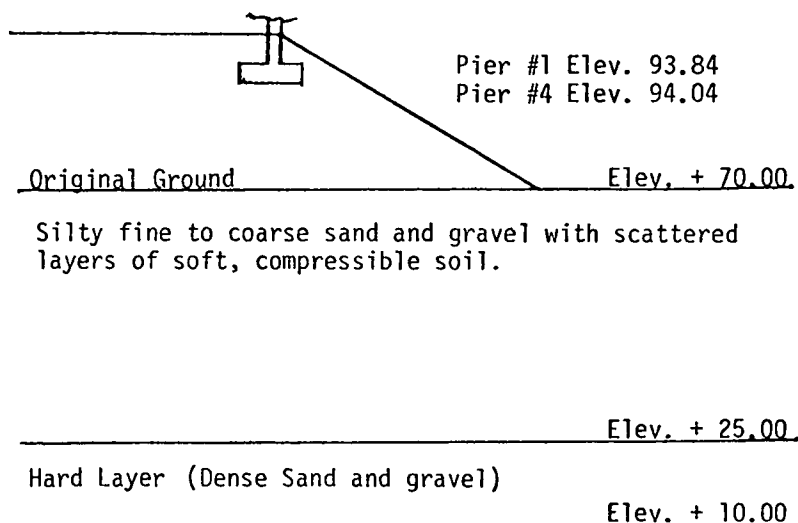 Pier #1 Elev. 93.84
Pier #4 Elev. 94.04
Original Ground Elev. + 70.00
Silty fine to coarse sand and gravel with scattered
layers of soft, compressible soil.
Elev. + 25.00
Hard Layer (Dense Sand and gravel)
Elev. + 10.00